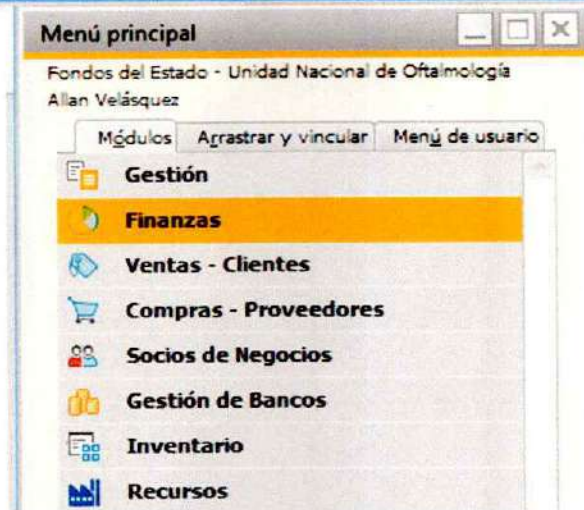 Menú principal
Fondos del Estado - Unidad Nacional de Oftalmología
Allan Velásquez
Módulos Arrastrar y vincular Menú de usuario
Gestión
Finanzas
Ventas - Clientes
Compras - Proveedores
Socios de Negocios
Gestión de Bancos
Inventario
Recursos